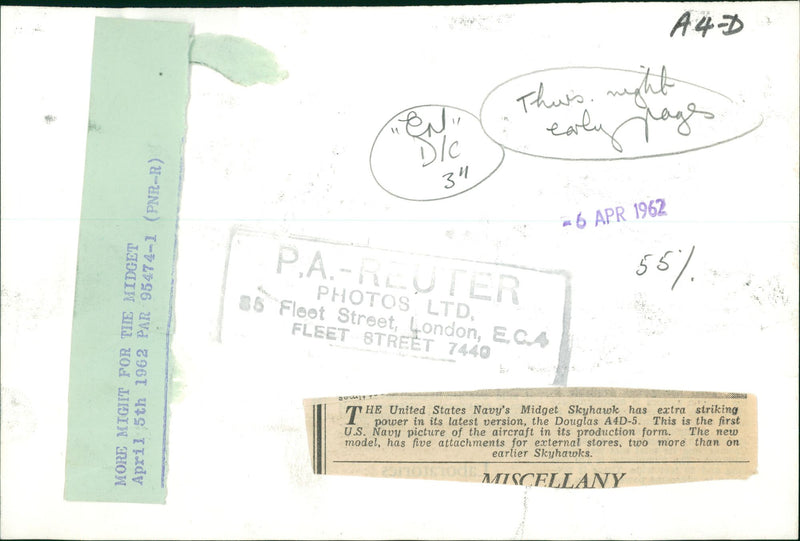 A4-D
Thurs. night
early pages
"EN"
D/C
3"
-6 APR 1962
55%
P.A.-REUTER
PHOTOS LTD.
85 Fleet Street, London, E.C.4
FLEET STREET 7440
MORE MIGHT FOR THE MIDGET
April 5th 1962 PAR 95474-1 (PNR-R)
THE United States Navy's Midget Skyhawk has extra striking
power in its latest version, the Douglas A4D-5. This is the first
U.S. Navy picture of the aircraft in its production form. The new
model, has five attachments for external stores, two more than on
earlier Skyhawks.
MISCELLANY